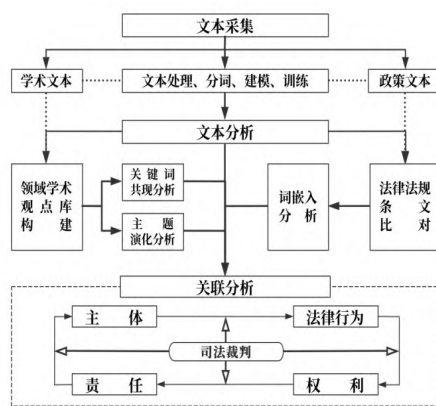 文本采集
学术文本
文本处理、分词、建模、训练
政策文本
文本分析
领域学术
观点库
构建
关键词
共现分析
主题
演化分析
词嵌入
分析
法律法规
条文
比对
关联分析
主体
法律行为
司法裁判
责任
权利